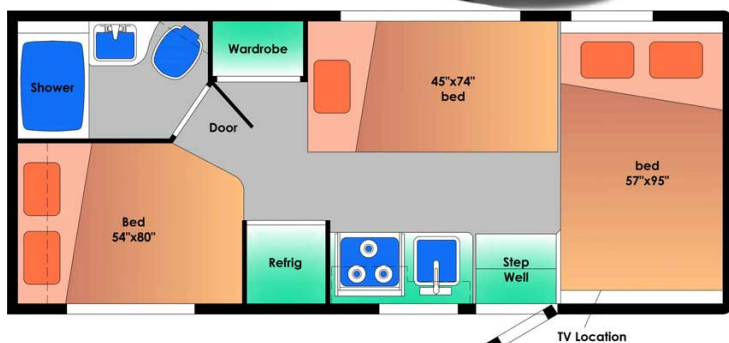 Wardrobe
Shower
45"x74"
bed
Door
bed
57"x95"
Bed
54"x80"
Refrig
Step
Well
TV Location